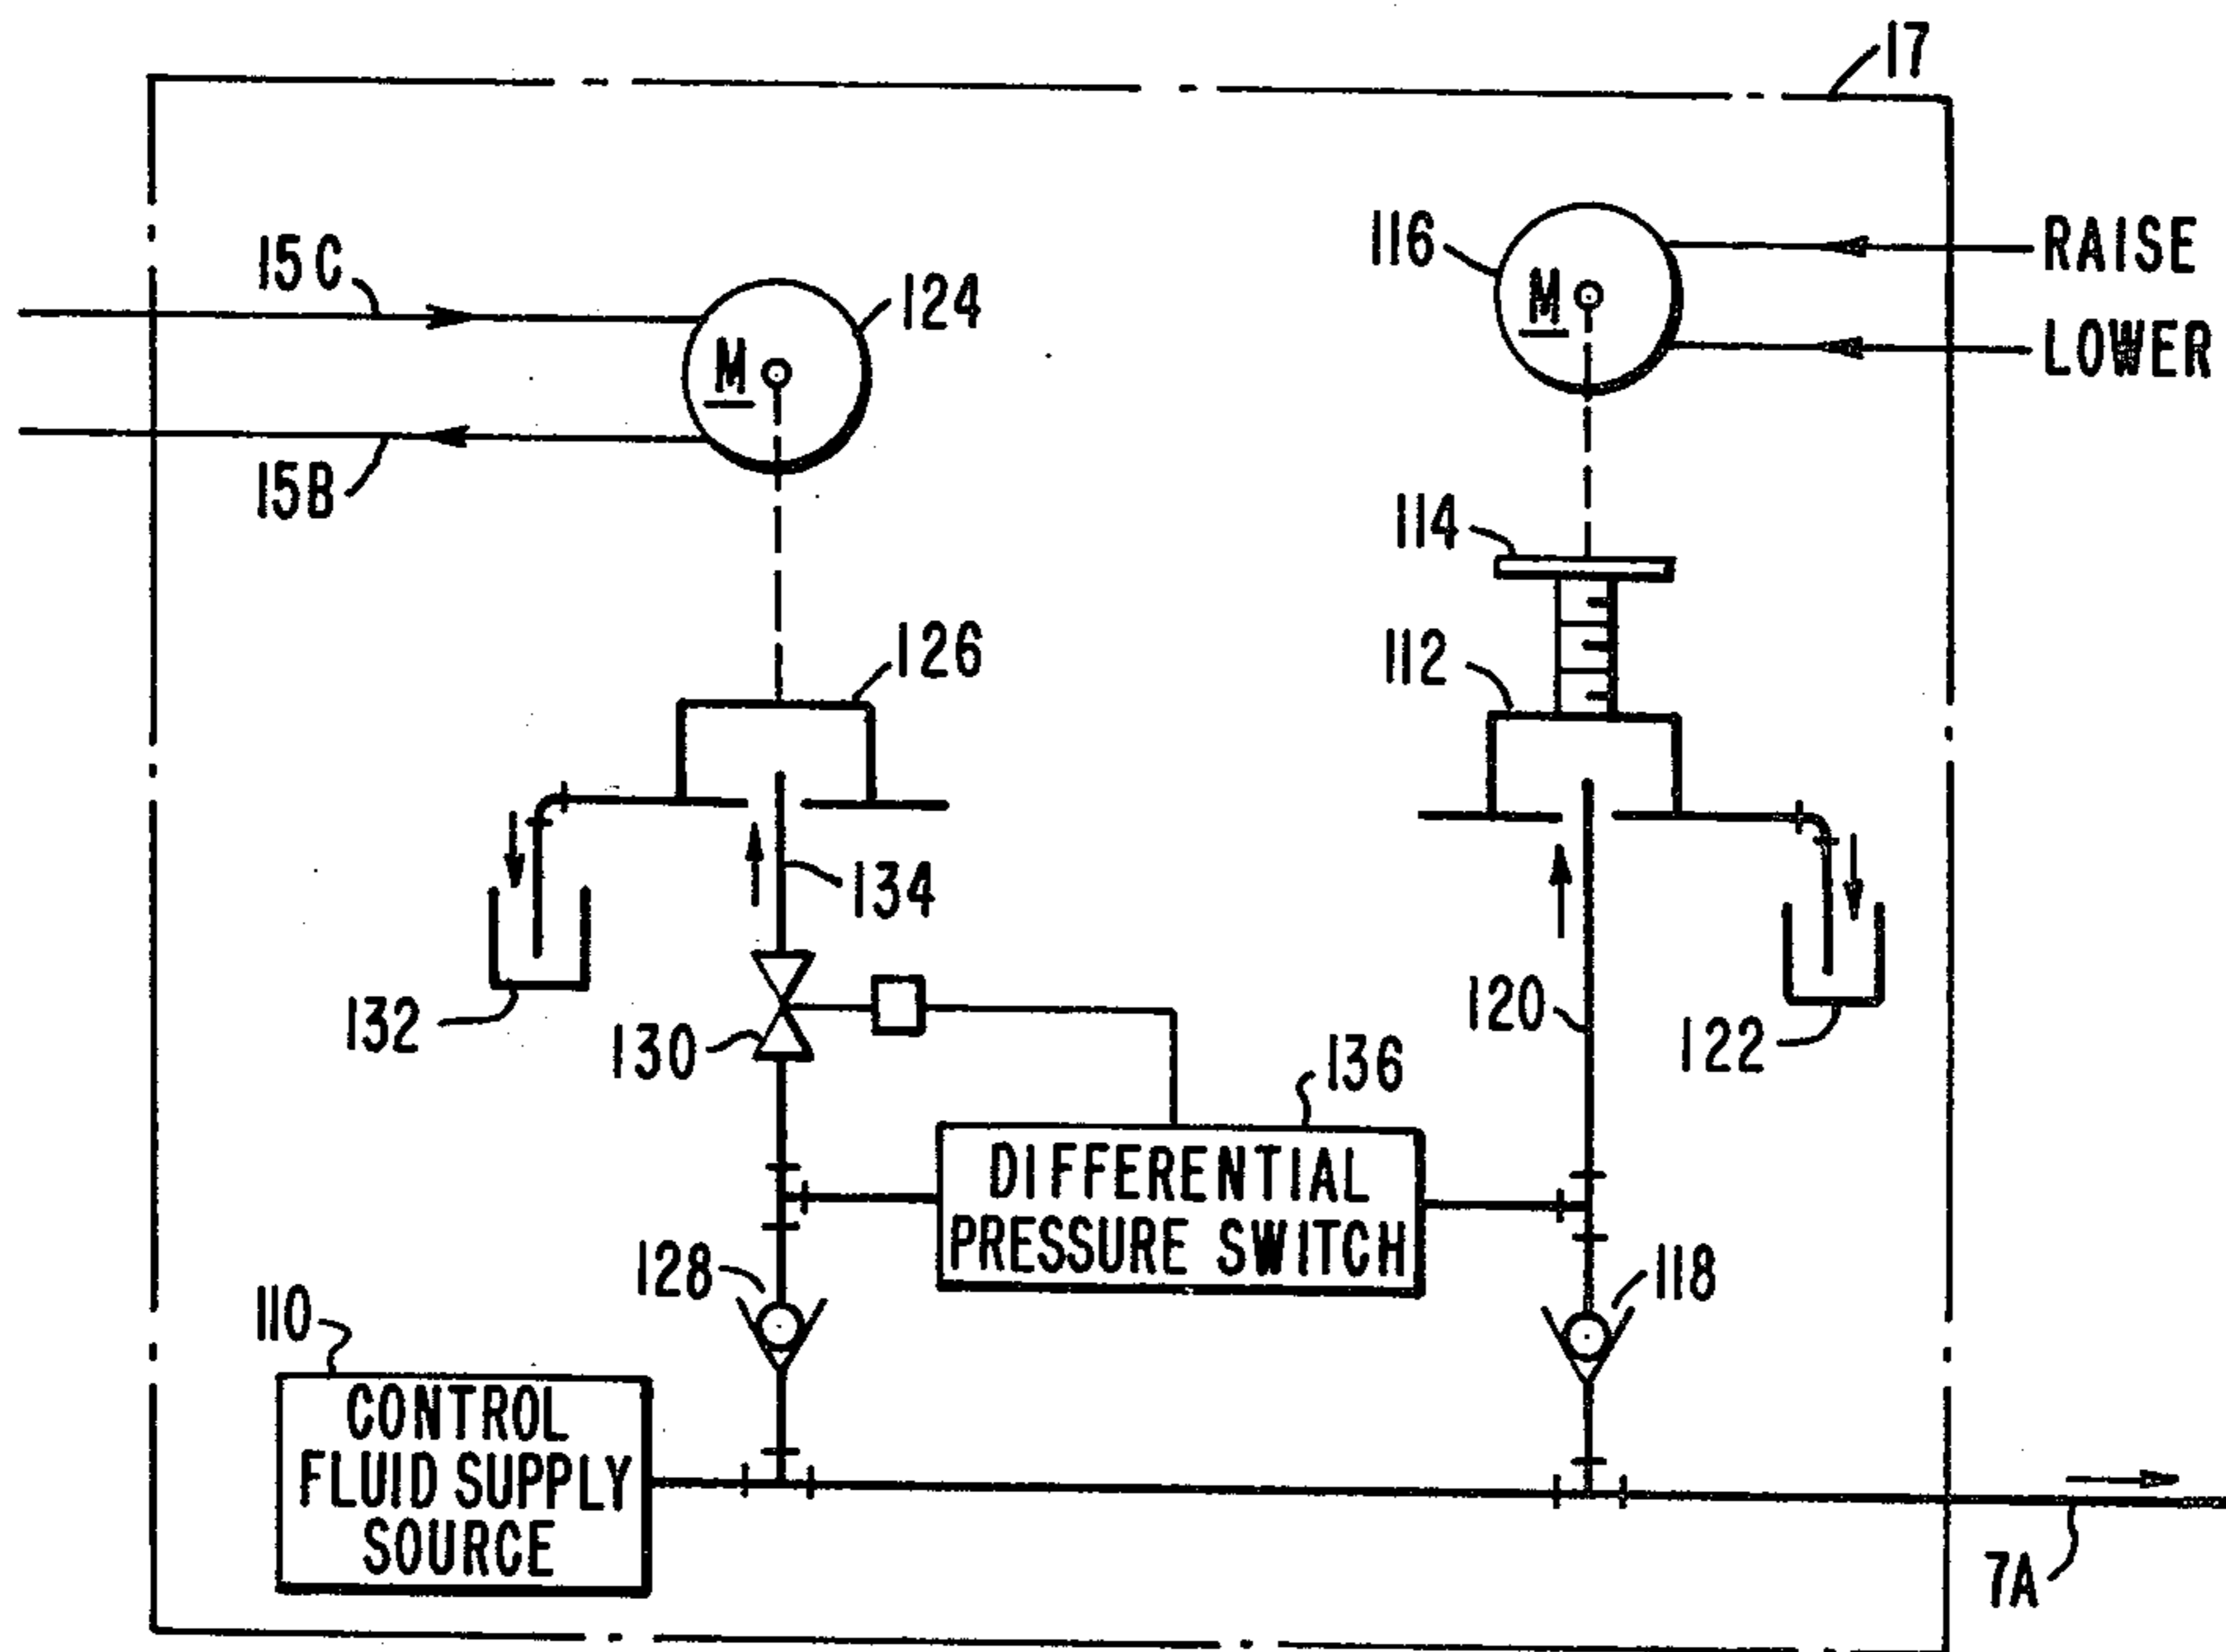 17
15C
124
M
116
M
RAISE
LOWER
15B
114
126
112
134
132
130
120
122
136
DIFFERENTIAL
PRESSURE SWITCH
128
118
110
CONTROL
FLUID SUPPLY
SOURCE
7A